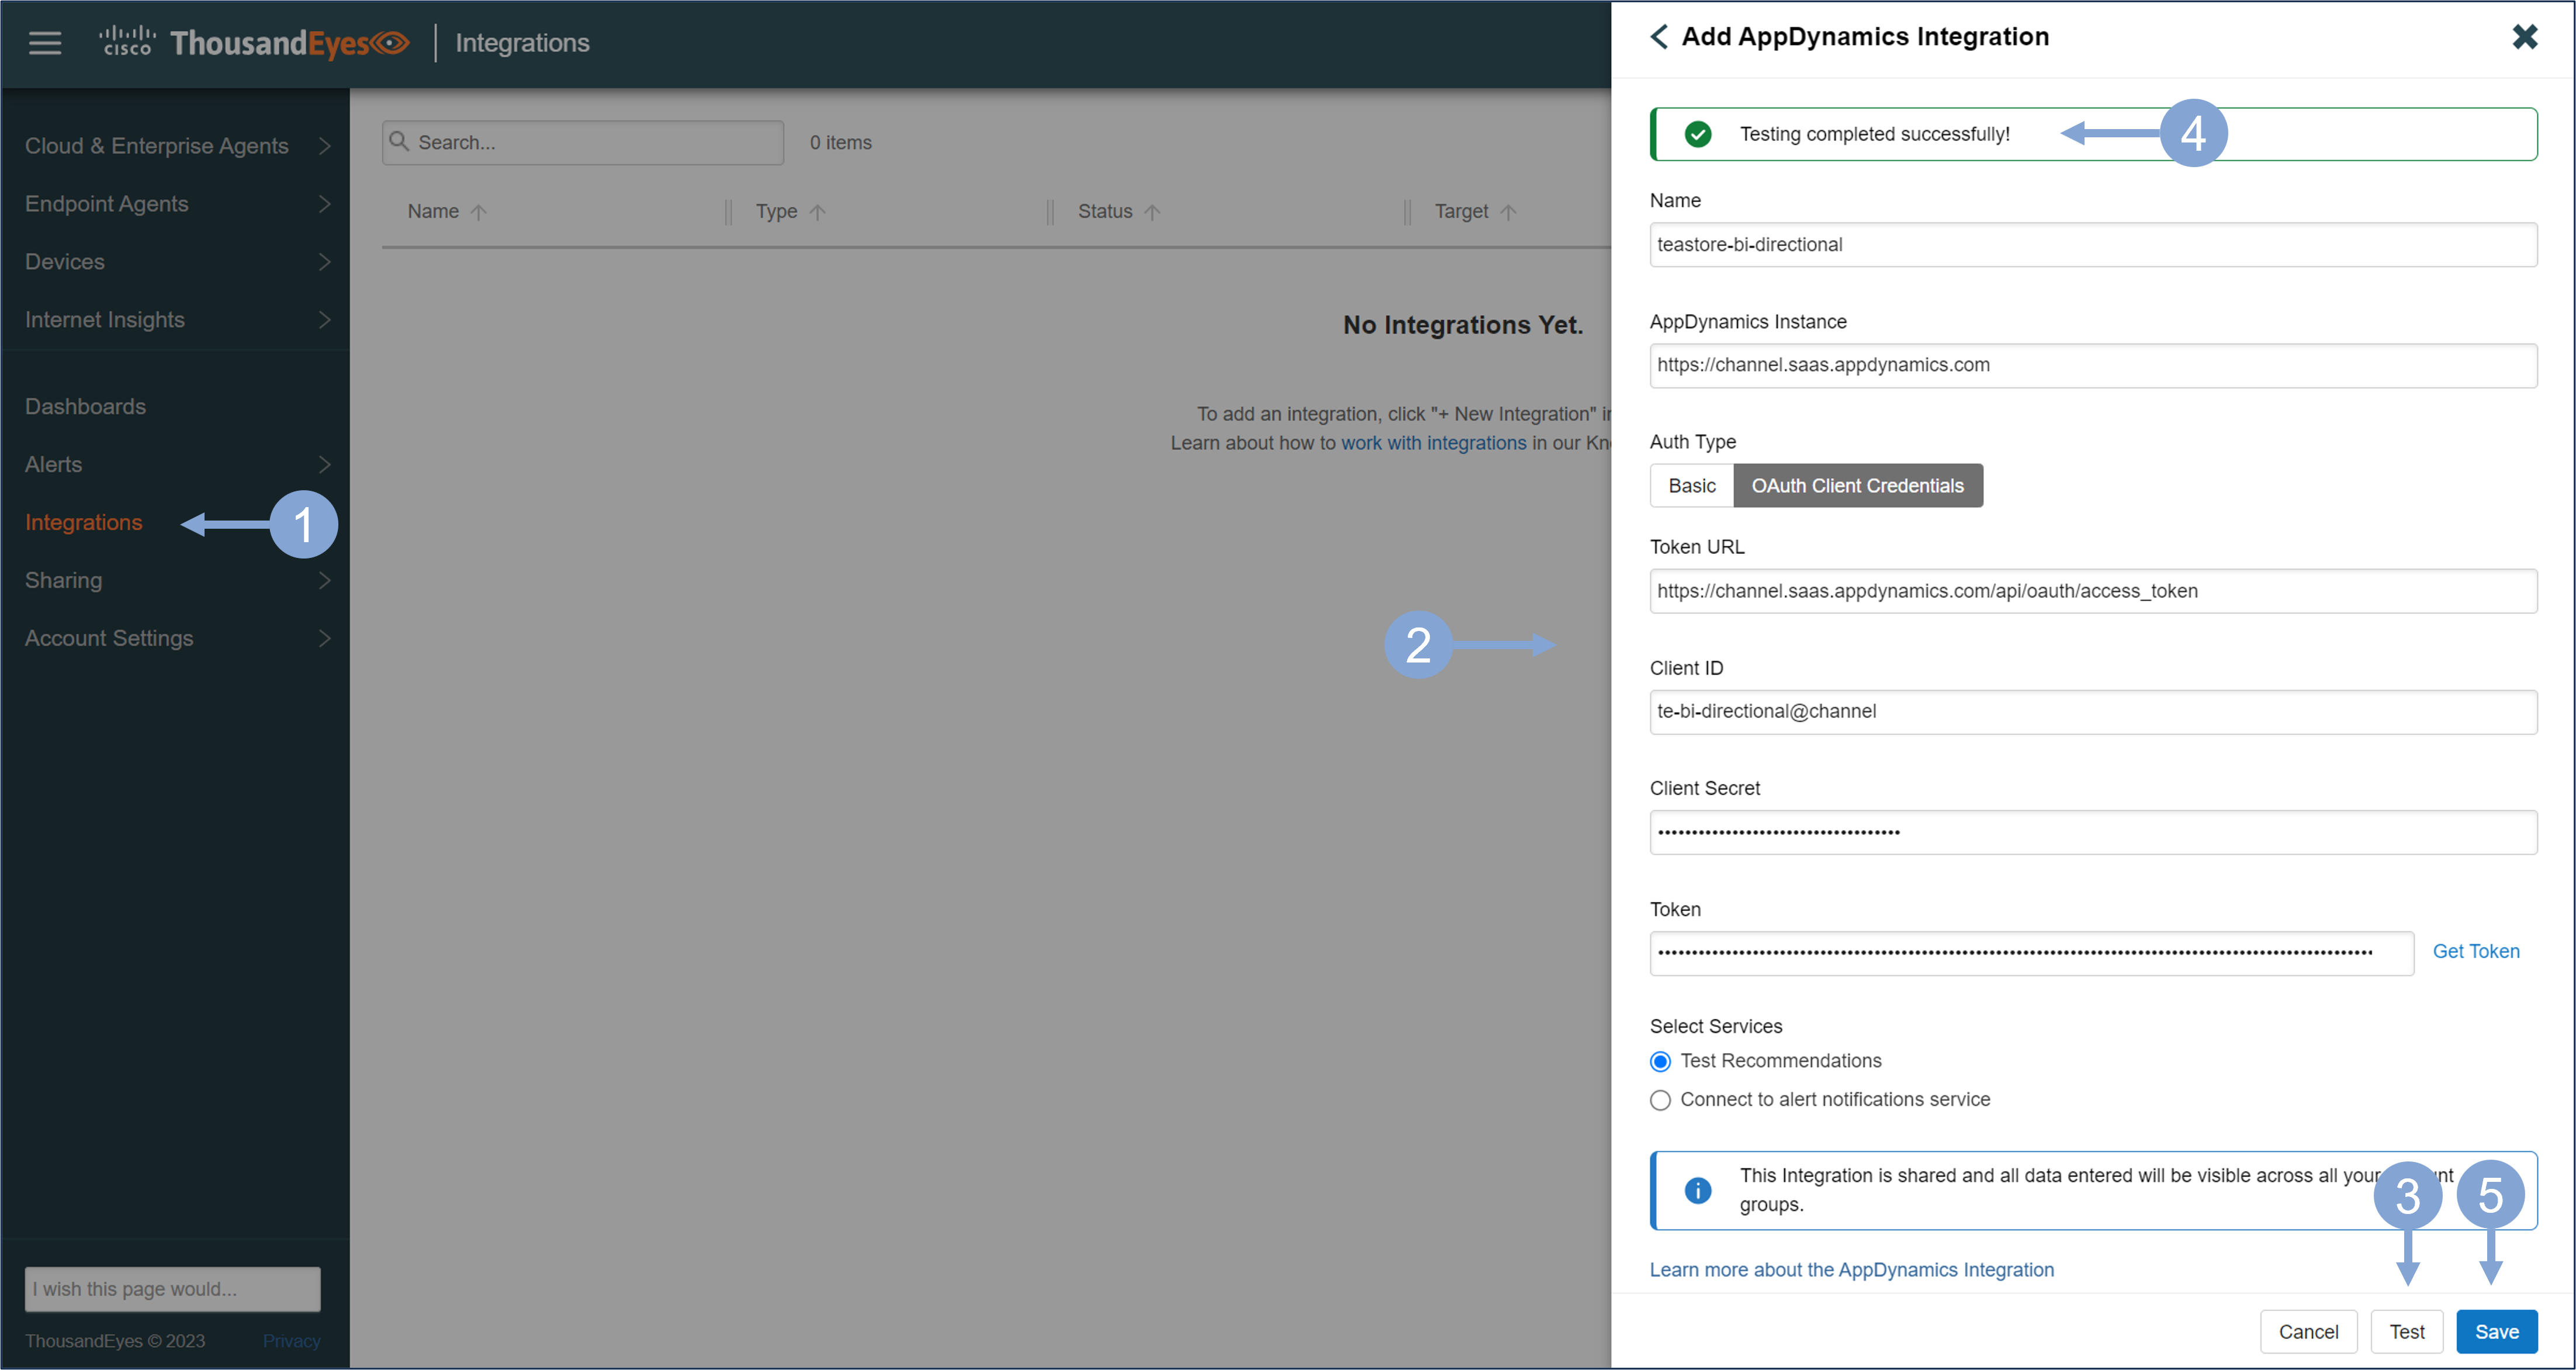 cisco ThousandEyes Integrations
Cloud & Enterprise Agents
Endpoint Agents
Devices
Internet Insights
Dashboards
Alerts
Integrations
1
Sharing
Account Settings
I wish this page would...
ThousandEyes © 2023 Privacy
Search... 0 items
Name Type Status Target
No Integrations Yet.
To add an integration, click "+ New Integration"
Learn about how to work with integrations in our
2
Add AppDynamics Integration
Testing completed successfully! 4
Name
teastore-bi-directional
AppDynamics Instance
https://channel.saas.appdynamics.com
Auth Type
Basic OAuth Client Credentials
Token URL
https://channel.saas.appdynamics.com/api/oauth/access_token
Client ID
te-bi-directional@channel
Client Secret
Token
Get Token
Select Services
Test Recommendations
Connect to alert notifications service
This Integration is shared and all data entered will be visible across all your
groups.
3 5
Learn more about the AppDynamics Integration
Cancel Test Save